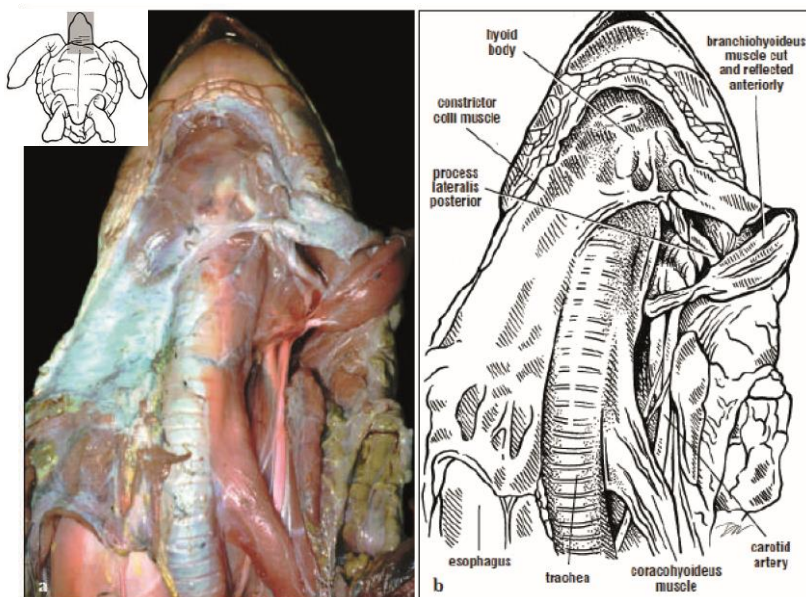 hyoid
body
branchiohyoideus
muscle cut
and reflected
anteriorly
constrictor
colli muscle
process
lateralis
posterior
esophagus
trachea
coracohyoideus
muscle
carotid
artery
a
b